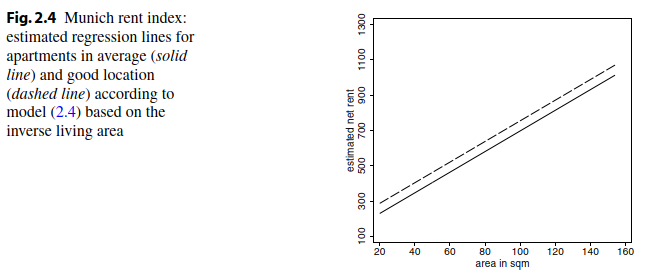 Fig. 2.4 Munich rent index:
estimated regression lines for
apartments in average (solid
line) and good location
(dashed line) according to
model (2.4) based on the
inverse living area
estimated net rent
1300
1100
900
700
500
300
100
20 40 60 80 100 120 140 160
area in sqm